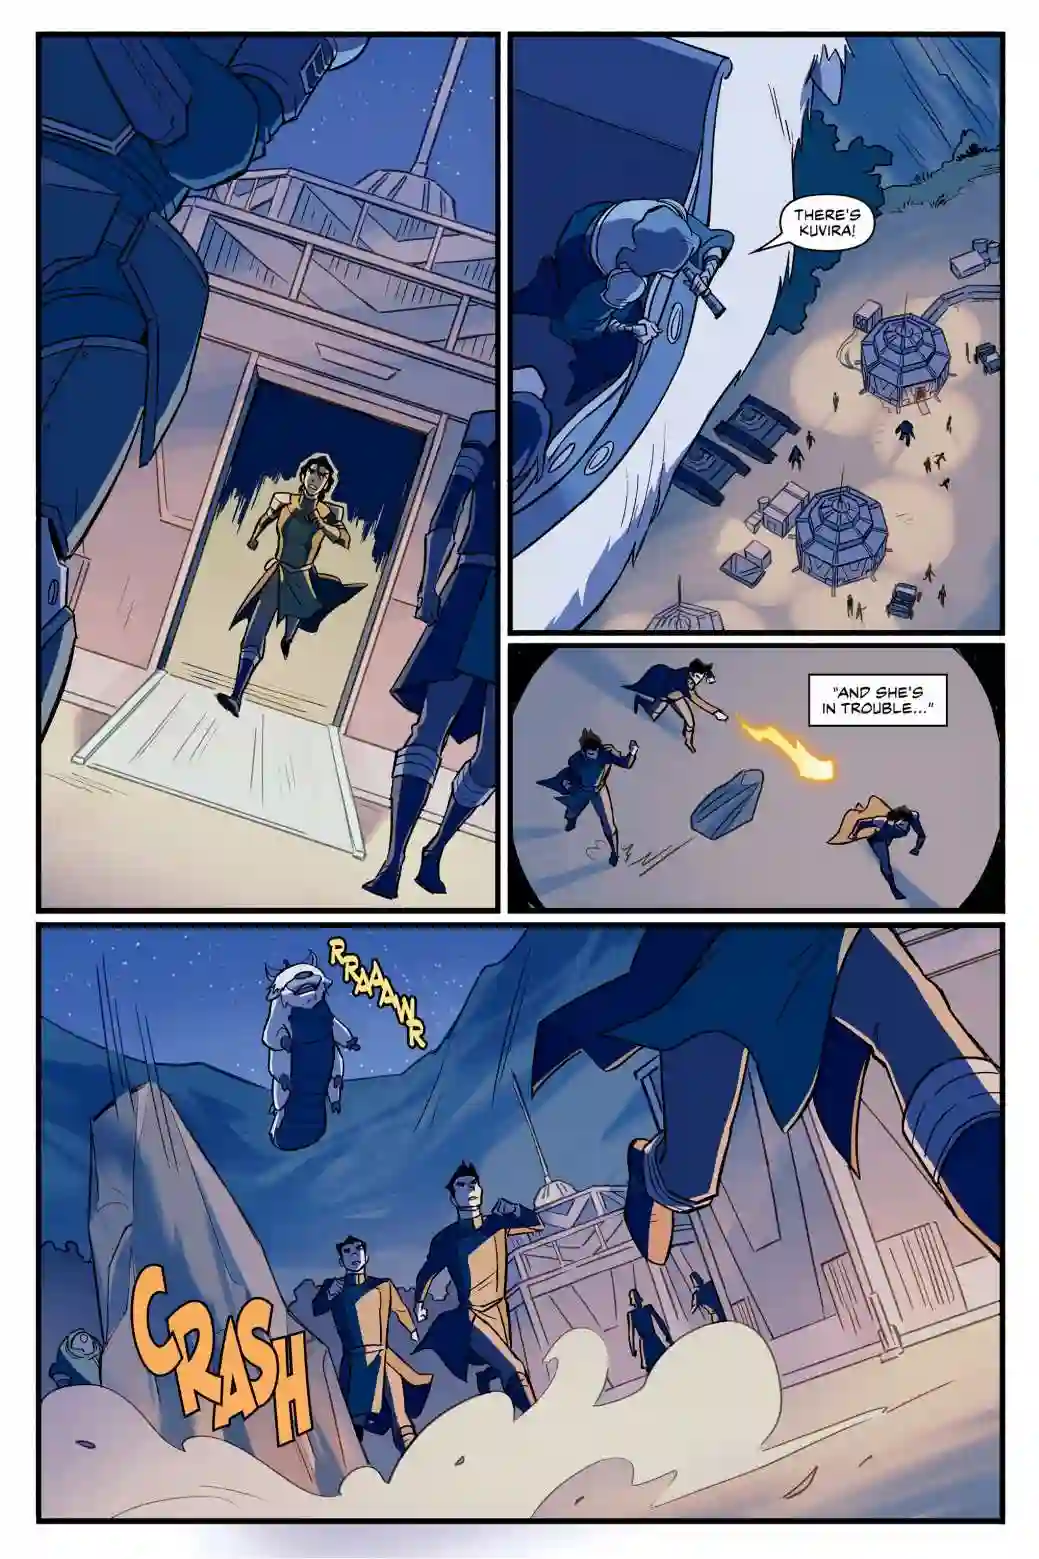 THERE'S
KUVIRA!
"AND SHE'S
IN TROUBLE..."
RRAAAWR
CRASH